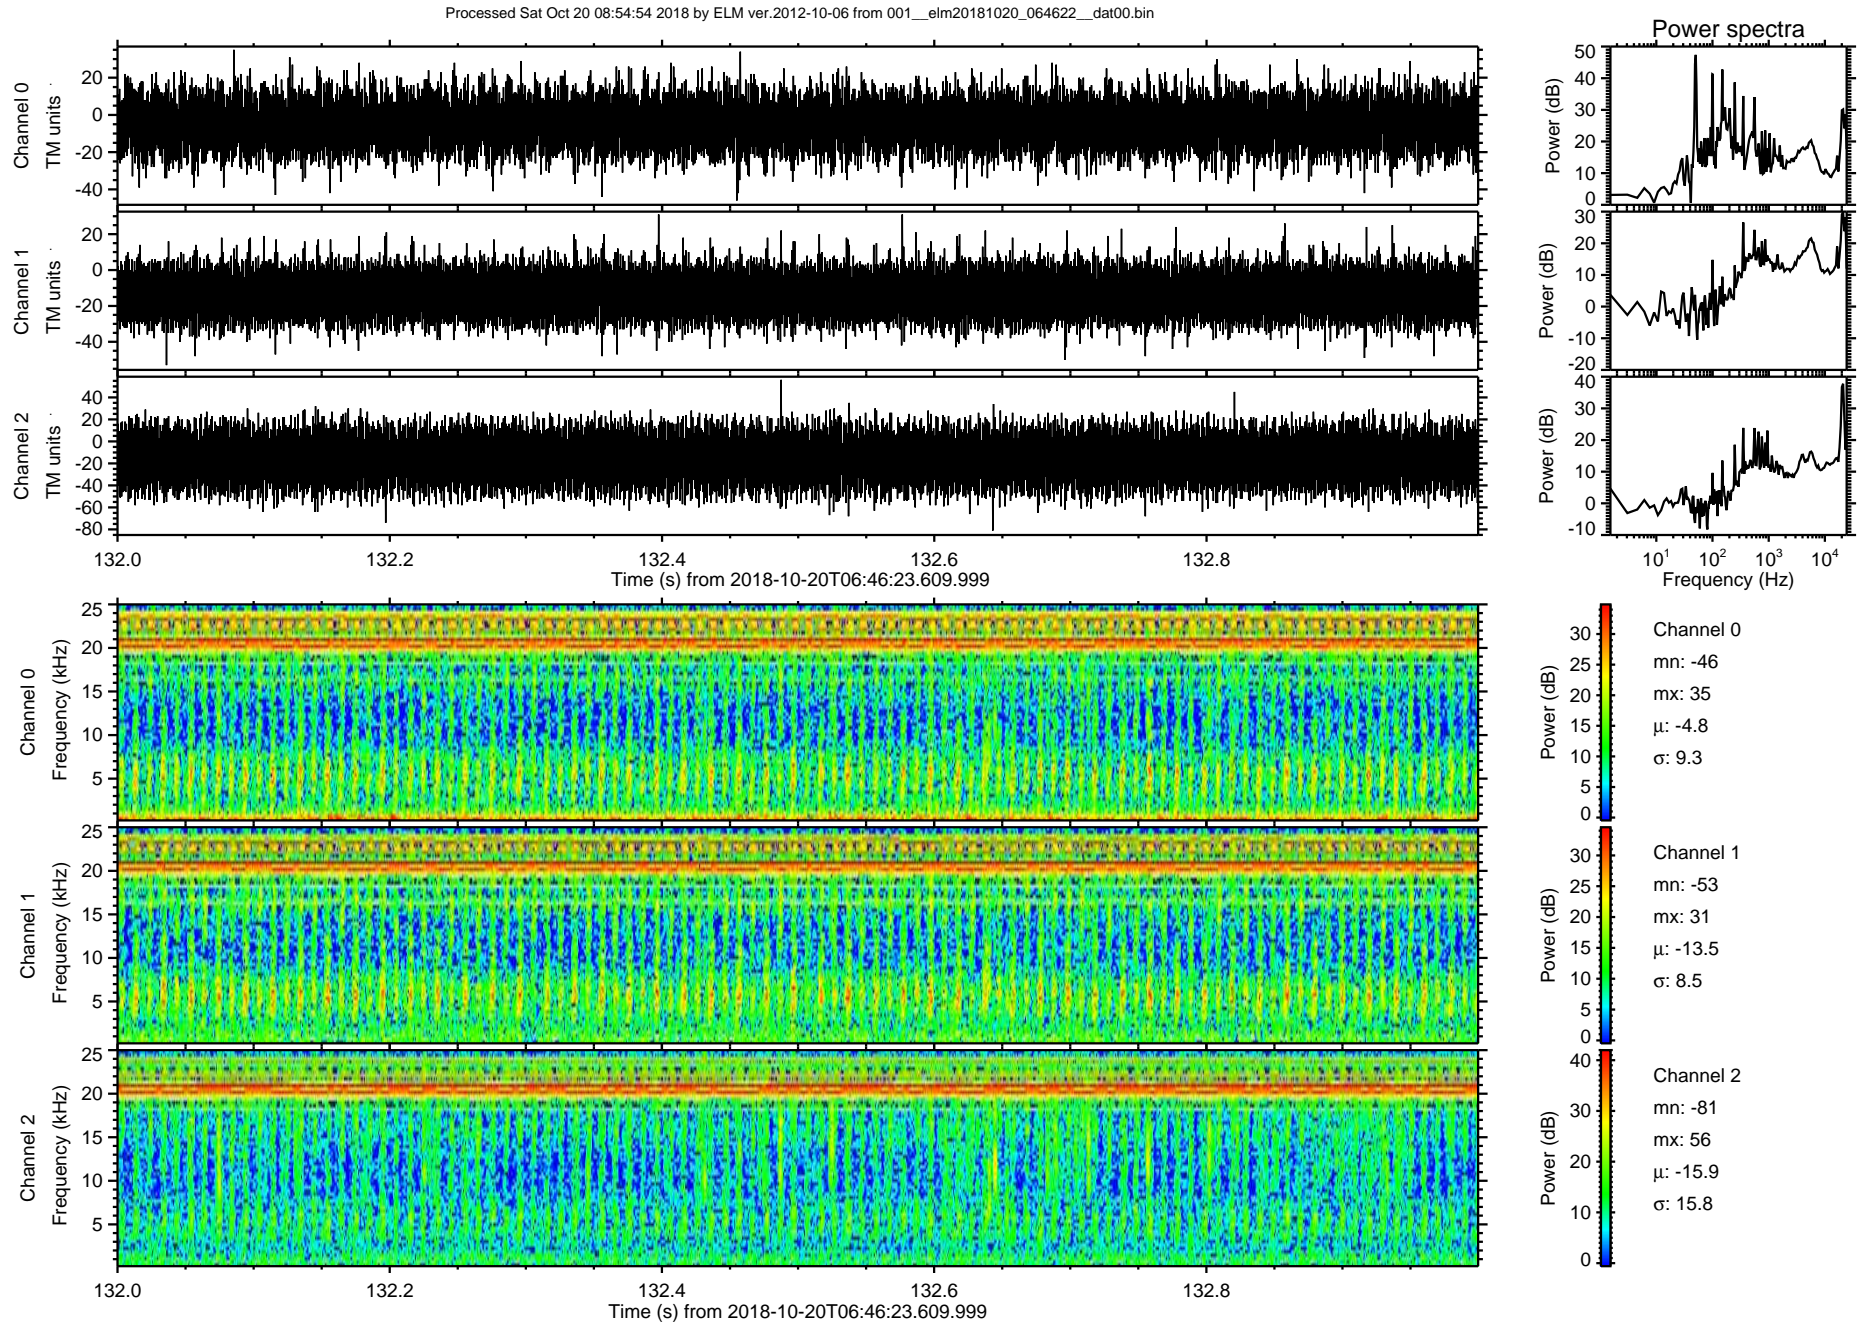 Processed Sat Oct 20 08:54:54 2018 by ELM ver.2012-10-06 from 001__elm20181020_064622__dat00.bin
Power spectra
Channel 0
TM units
20
0
-20
-40
Power (dB)
50
40
30
20
10
0
Channel 1
TM units
20
0
-20
-40
Power (dB)
30
20
10
0
-10
-20
Channel 2
TM units
40
20
0
-20
-40
-60
-80
Power (dB)
40
30
20
10
0
-10
132.0 132.2 132.4 132.6 132.8
Time (s) from 2018-10-20T06:46:23.609.999
10^1 10^2 10^3 10^4
Frequency (Hz)
Channel 0
Frequency (kHz)
25
20
15
10
5
Power (dB)
30
25
20
15
10
5
0
Channel 0
mn: -46
mx: 35
μ: -4.8
σ: 9.3
Channel 1
Frequency (kHz)
25
20
15
10
5
Power (dB)
30
25
20
15
10
5
0
Channel 1
mn: -53
mx: 31
μ: -13.5
σ: 8.5
Channel 2
Frequency (kHz)
25
20
15
10
5
Power (dB)
40
30
20
10
0
Channel 2
mn: -81
mx: 56
μ: -15.9
σ: 15.8
132.0 132.2 132.4 132.6 132.8
Time (s) from 2018-10-20T06:46:23.609.999